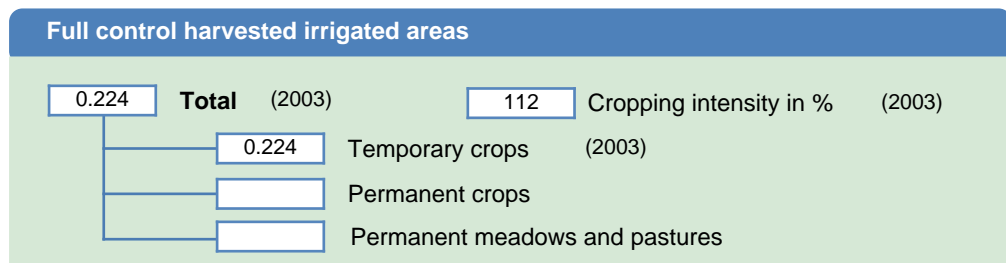 Full control harvested irrigated areas
0.224 Total (2003) 112 Cropping intensity in % (2003)
0.224 Temporary crops (2003)
Permanent crops
Permanent meadows and pastures